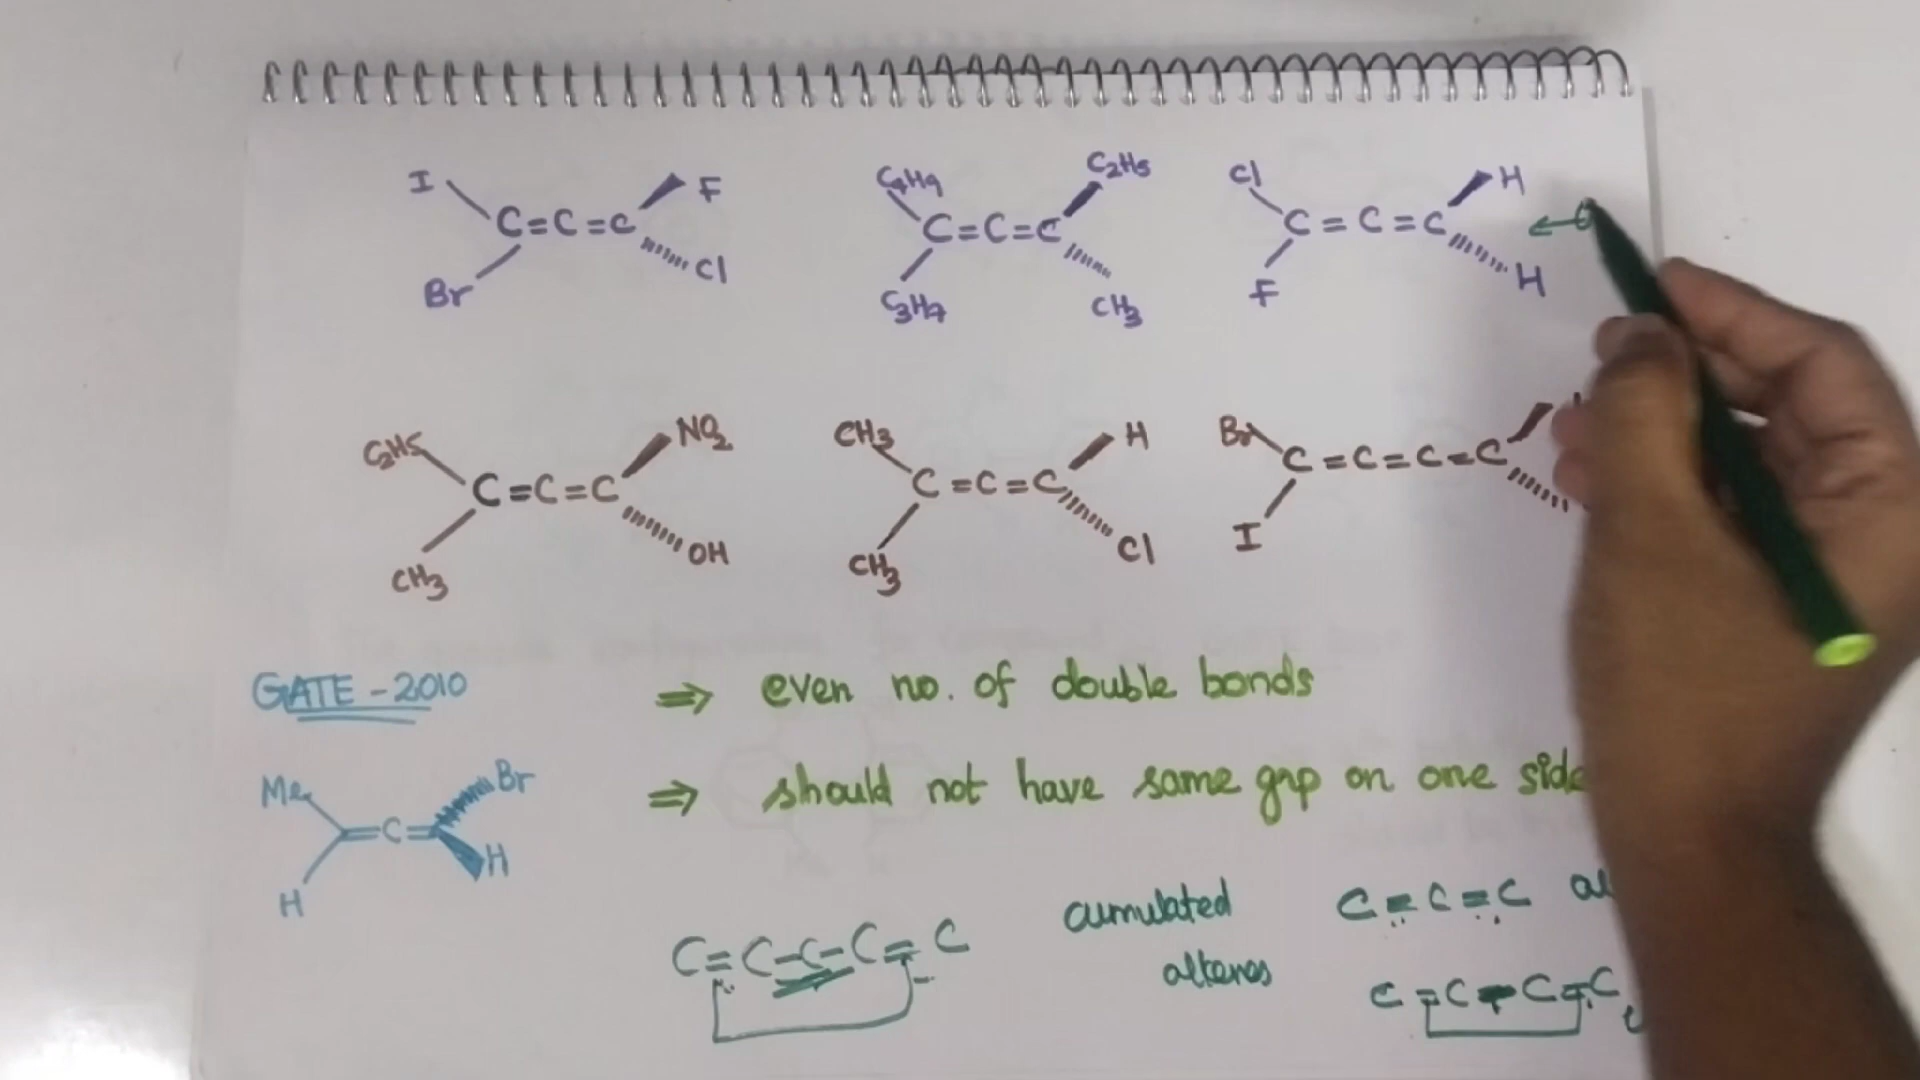 I F
C=C=C
Br Cl
C4H9 C2H5
C=C=C
C3H7 CH3
Cl H
C=C=C
F H
C2H5 NO2
C=C=C
CH3 OH
CH3 H
C=C=C
CH3 Cl
Br
C=C=C=C
I
GATE-2010
Me Br
=C=
H H
⇒ even no. of double bonds
⇒ should not have same grp on one side
C=C-C-C=C
cumulated
alkenes
C=C=C
C=C-C=C